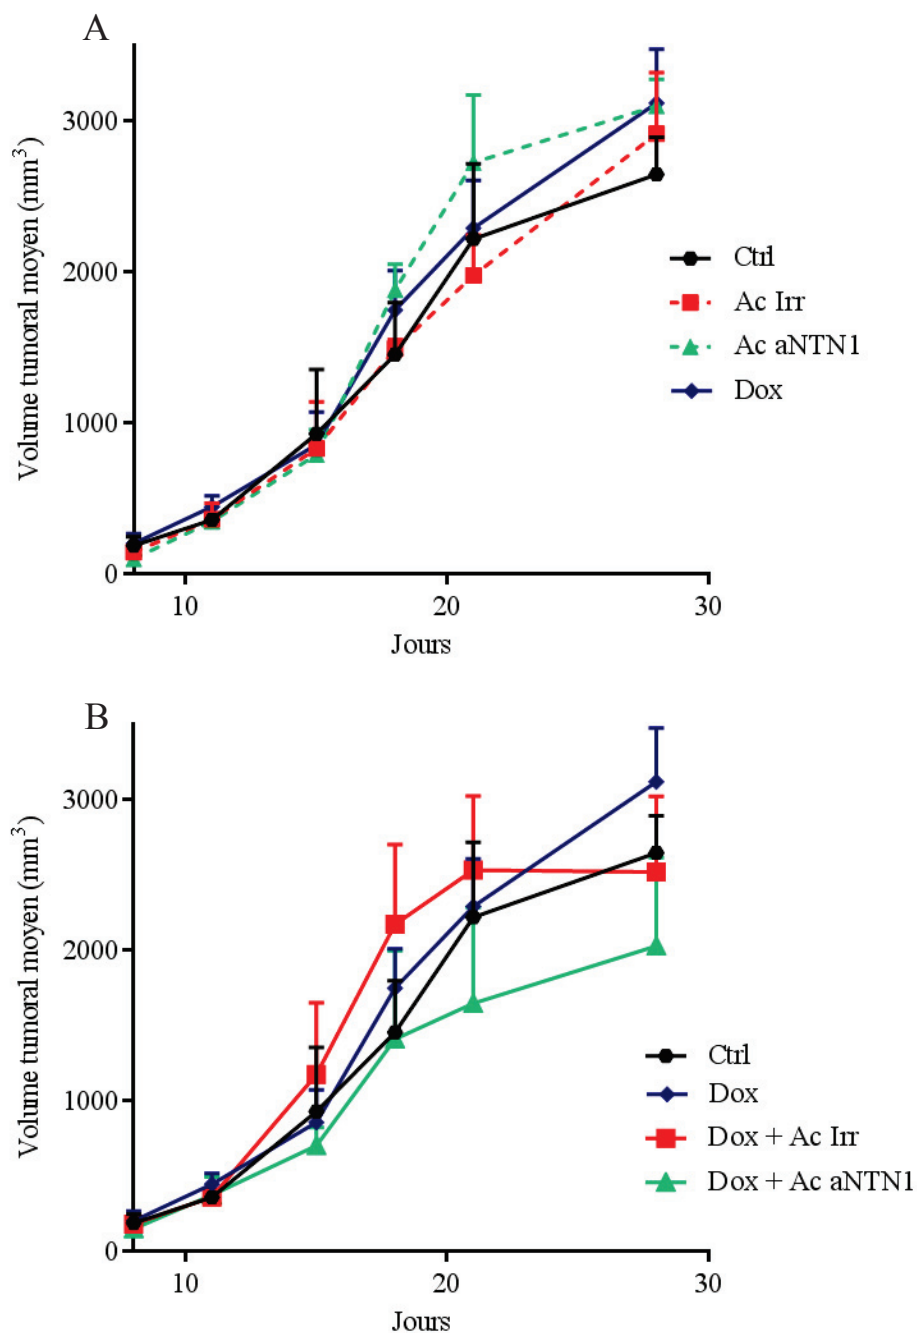 A
Volume tumoral moyen (mm³)
3000
2000
1000
0
10
20
30
Jours
Ctrl
Ac Irr
Ac aNTN1
Dox
B
Volume tumoral moyen (mm³)
3000
2000
1000
0
10
20
30
Jours
Ctrl
Dox
Dox + Ac Irr
Dox + Ac aNTN1